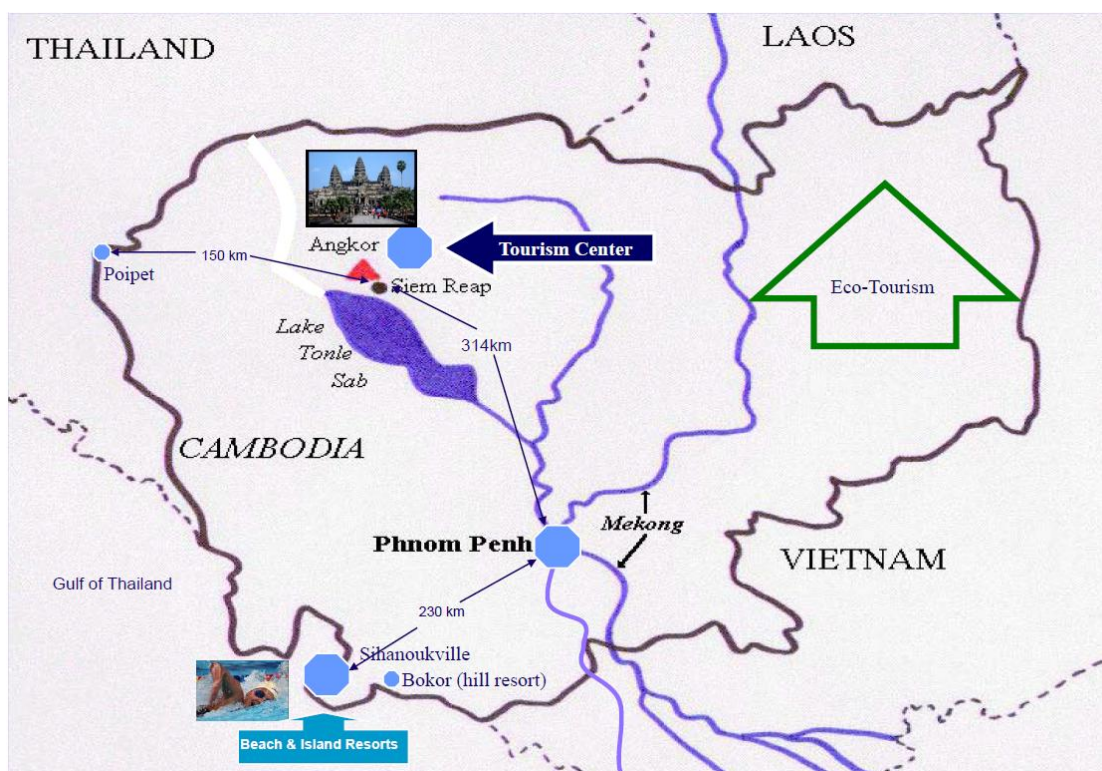 THAILAND
LAOS
Angkor
Tourism Center
150 km
Poipet
Siem Reap
Eco-Tourism
Lake
Tonle
Sab
314km
CAMBODIA
Mekong
Phnom Penh
VIETNAM
Gulf of Thailand
230 km
Sihanoukville
Bokor (hill resort)
Beach & Island Resorts